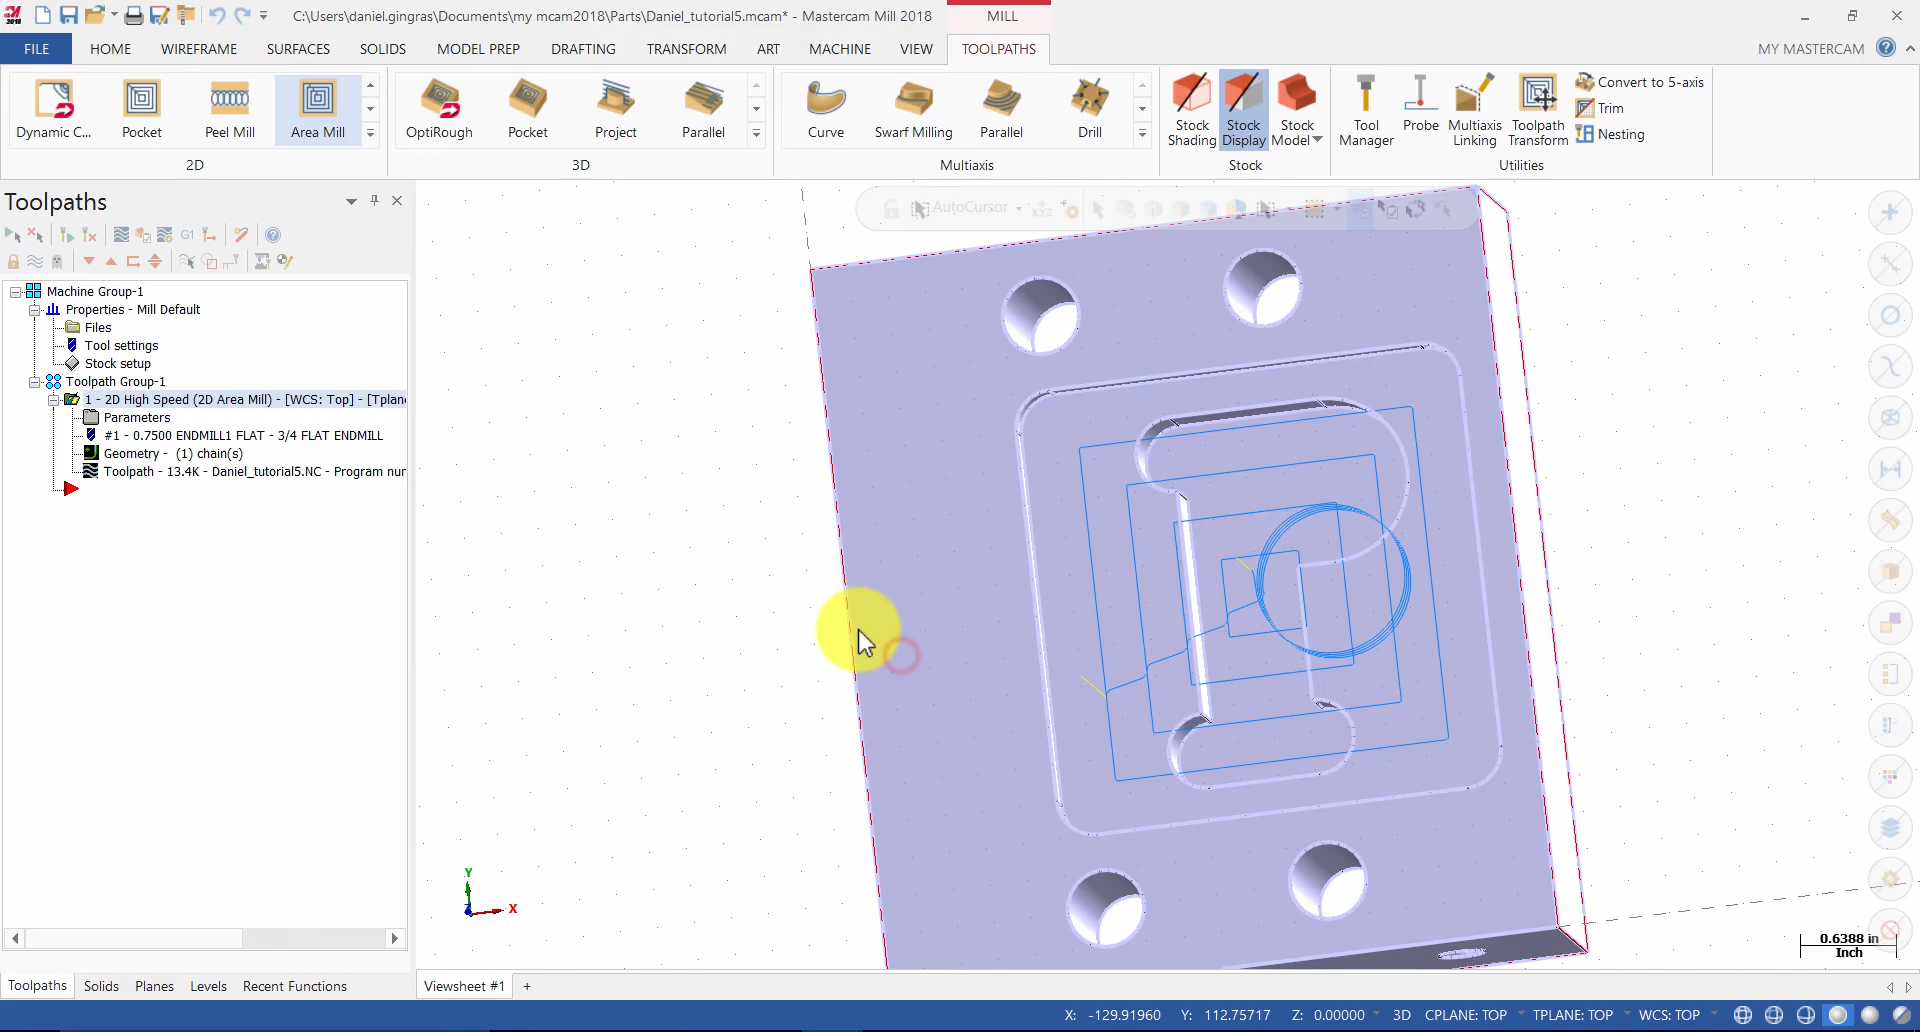 C:\Users\daniel.gingras\Documents\my mcam2018\Parts\Daniel_tutorial5.mcam* - Mastercam Mill 2018
MILL
FILE HOME WIREFRAME SURFACES SOLIDS MODEL PREP DRAFTING TRANSFORM ART MACHINE VIEW TOOLPATHS MY MASTERCAM
Dynamic C... Pocket Peel Mill Area Mill
2D
OptiRough Pocket Project Parallel
3D
Curve Swarf Milling Parallel Drill
Multiaxis
Stock Shading Stock Display Stock Model
Stock
Tool Manager Probe Multiaxis Linking Toolpath Transform
Convert to 5-axis
Trim
Nesting
Utilities
Toolpaths
AutoCursor
G1
Machine Group-1
Properties - Mill Default
Files
Tool settings
Stock setup
Toolpath Group-1
1 - 2D High Speed (2D Area Mill) - [WCS: Top] - [Tplane
Parameters
#1 - 0.7500 ENDMILL1 FLAT - 3/4 FLAT ENDMILL
Geometry - (1) chain(s)
Toolpath - 13.4K - Daniel_tutorial5.NC - Program nur
Y
X
Z
0.6388 in
Inch
Toolpaths Solids Planes Levels Recent Functions
Viewsheet #1 +
X: -129.91960 Y: 112.75717 Z: 0.00000 3D CPLANE: TOP TPLANE: TOP WCS: TOP